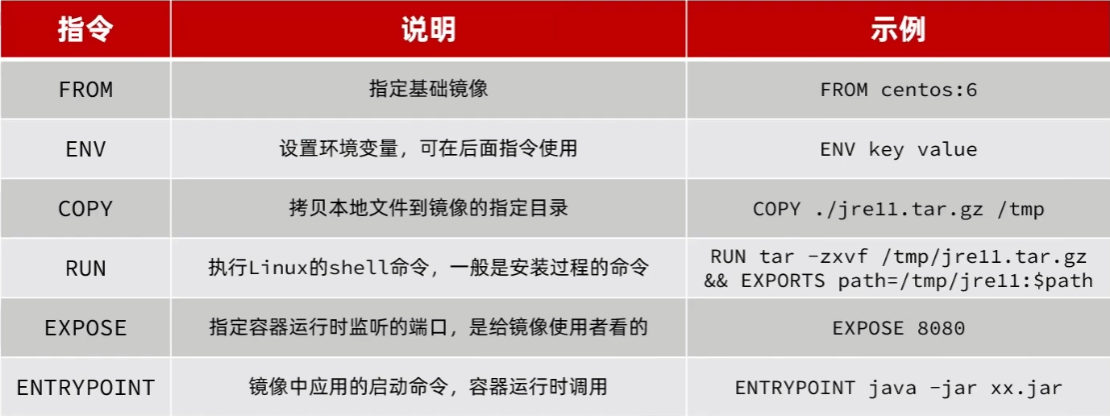 指令 说明 示例
FROM 指定基础镜像 FROM centos:6
ENV 设置环境变量，可在后面指令使用 ENV key value
COPY 拷贝本地文件到镜像的指定目录 COPY ./jre11.tar.gz /tmp
RUN 执行Linux的shell命令，一般是安装过程的命令 RUN tar -zxvf /tmp/jre11.tar.gz
&& EXPORTS path=/tmp/jre11:$path
EXPOSE 指定容器运行时监听的端口，是给镜像使用者看的 EXPOSE 8080
ENTRYPOINT 镜像中应用的启动命令，容器运行时调用 ENTRYPOINT java -jar xx.jar